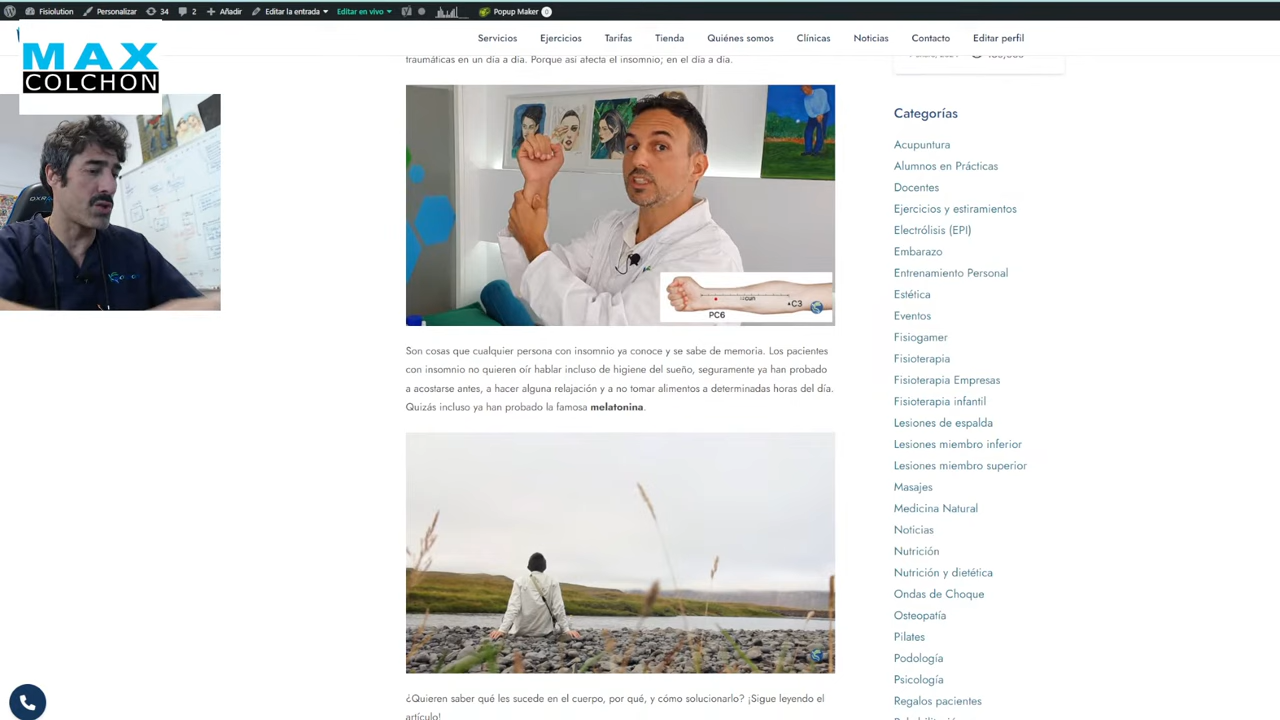 Fisiolution
Personalizar
34
2
Añadir
Editar la entrada
Editar en vivo
Popup Maker
0
MAX
COLCHON
Servicios
Ejercicios
Tarifas
Tienda
Quiénes somos
Clínicas
Noticias
Contacto
Editar perfil
traumáticas en un día a día. Porque así afecta el insomnio; en el día a día.
PC6
C3
Son cosas que cualquier persona con insomnio ya conoce y se sabe de memoria. Los pacientes
con insomnio no quieren oír hablar incluso de higiene del sueño, seguramente ya han probado
a acostarse antes, a hacer alguna relajación y a no tomar alimentos a determinadas horas del día.
Quizás incluso ya han probado la famosa melatonina.
¿Quieren saber qué les sucede en el cuerpo, por qué, y cómo solucionarlo? ¡Sigue leyendo el
artículo!
Categorías
Acupuntura
Alumnos en Prácticas
Docentes
Ejercicios y estiramientos
Electrólisis (EPI)
Embarazo
Entrenamiento Personal
Estética
Eventos
Fisiogamer
Fisioterapia
Fisioterapia Empresas
Fisioterapia infantil
Lesiones de espalda
Lesiones miembro inferior
Lesiones miembro superior
Masajes
Medicina Natural
Noticias
Nutrición
Nutrición y dietética
Ondas de Choque
Osteopatía
Pilates
Podología
Psicología
Regalos pacientes